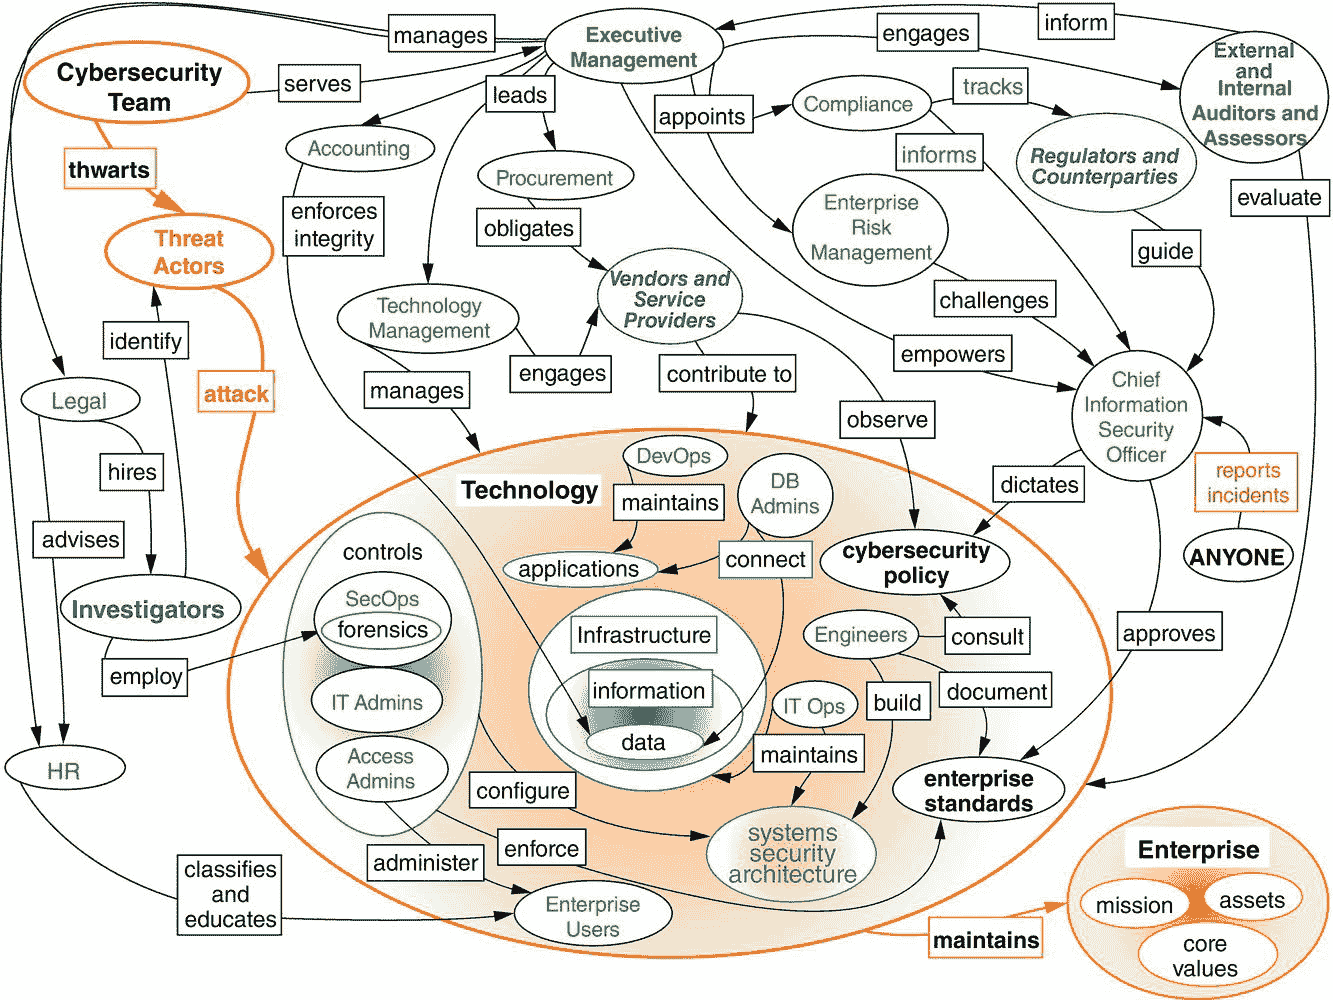 manages
Executive
Management
engages
inform
External
and
Internal
Auditors and
Assessors
Cybersecurity
Team
serves
leads
appoints
Compliance
tracks
thwarts
Accounting
Procurement
informs
Regulators and
Counterparties
evaluate
enforces
integrity
obligates
Enterprise
Risk
Management
guide
Threat
Actors
Vendors and
Service
Providers
challenges
Technology
Management
identify
engages
contribute to
empowers
attack
manages
observe
Chief
Information
Security
Officer
Legal
hires
advises
DevOps
Technology
maintains
DB
Admins
dictates
reports
incidents
controls
applications
connect
cybersecurity
policy
ANYONE
Investigators
SecOps
forensics
Infrastructure
Engineers
consult
approves
employ
IT Admins
information
IT Ops
build
document
data
HR
Access
Admins
maintains
configure
enterprise
standards
systems
security
architecture
enforce
administer
classifies
and
educates
Enterprise
Users
maintains
Enterprise
mission
assets
core
values